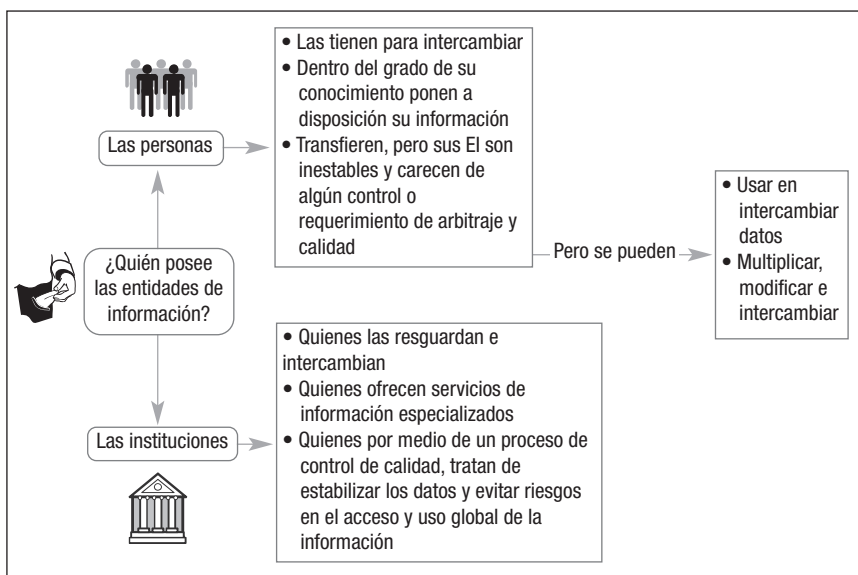 • Las tienen para intercambiar
• Dentro del grado de su
conocimiento ponen a
disposición su información
• Transfieren, pero sus EI son
inestables y carecen de
algún control o
requerimiento de arbitraje y
calidad
Las personas
¿Quién posee
las entidades de
información?
Pero se pueden
• Usar en
intercambiar
datos
• Multiplicar,
modificar e
intercambiar
Las instituciones
• Quienes las resguardan e
intercambian
• Quienes ofrecen servicios de
información especializados
• Quienes por medio de un proceso de
control de calidad, tratan de
estabilizar los datos y evitar riesgos
en el acceso y uso global de la
información